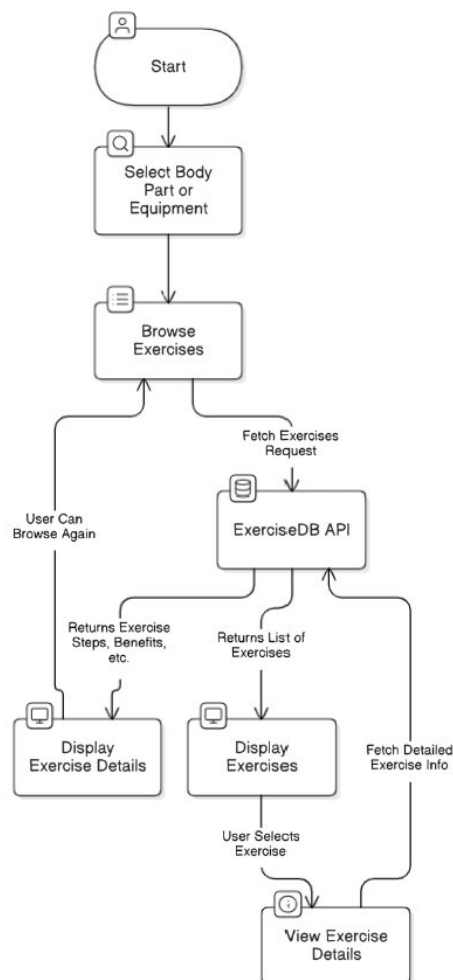 Start
Select Body
Part or
Equipment
Browse
Exercises
Fetch Exercises
Request
User Can
Browse Again
ExerciseDB API
Returns Exercise
Steps, Benefits,
etc.
Returns List of
Exercises
Display
Exercise Details
Display
Exercises
Fetch Detailed
Exercise Info
User Selects
Exercise
View Exercise
Details